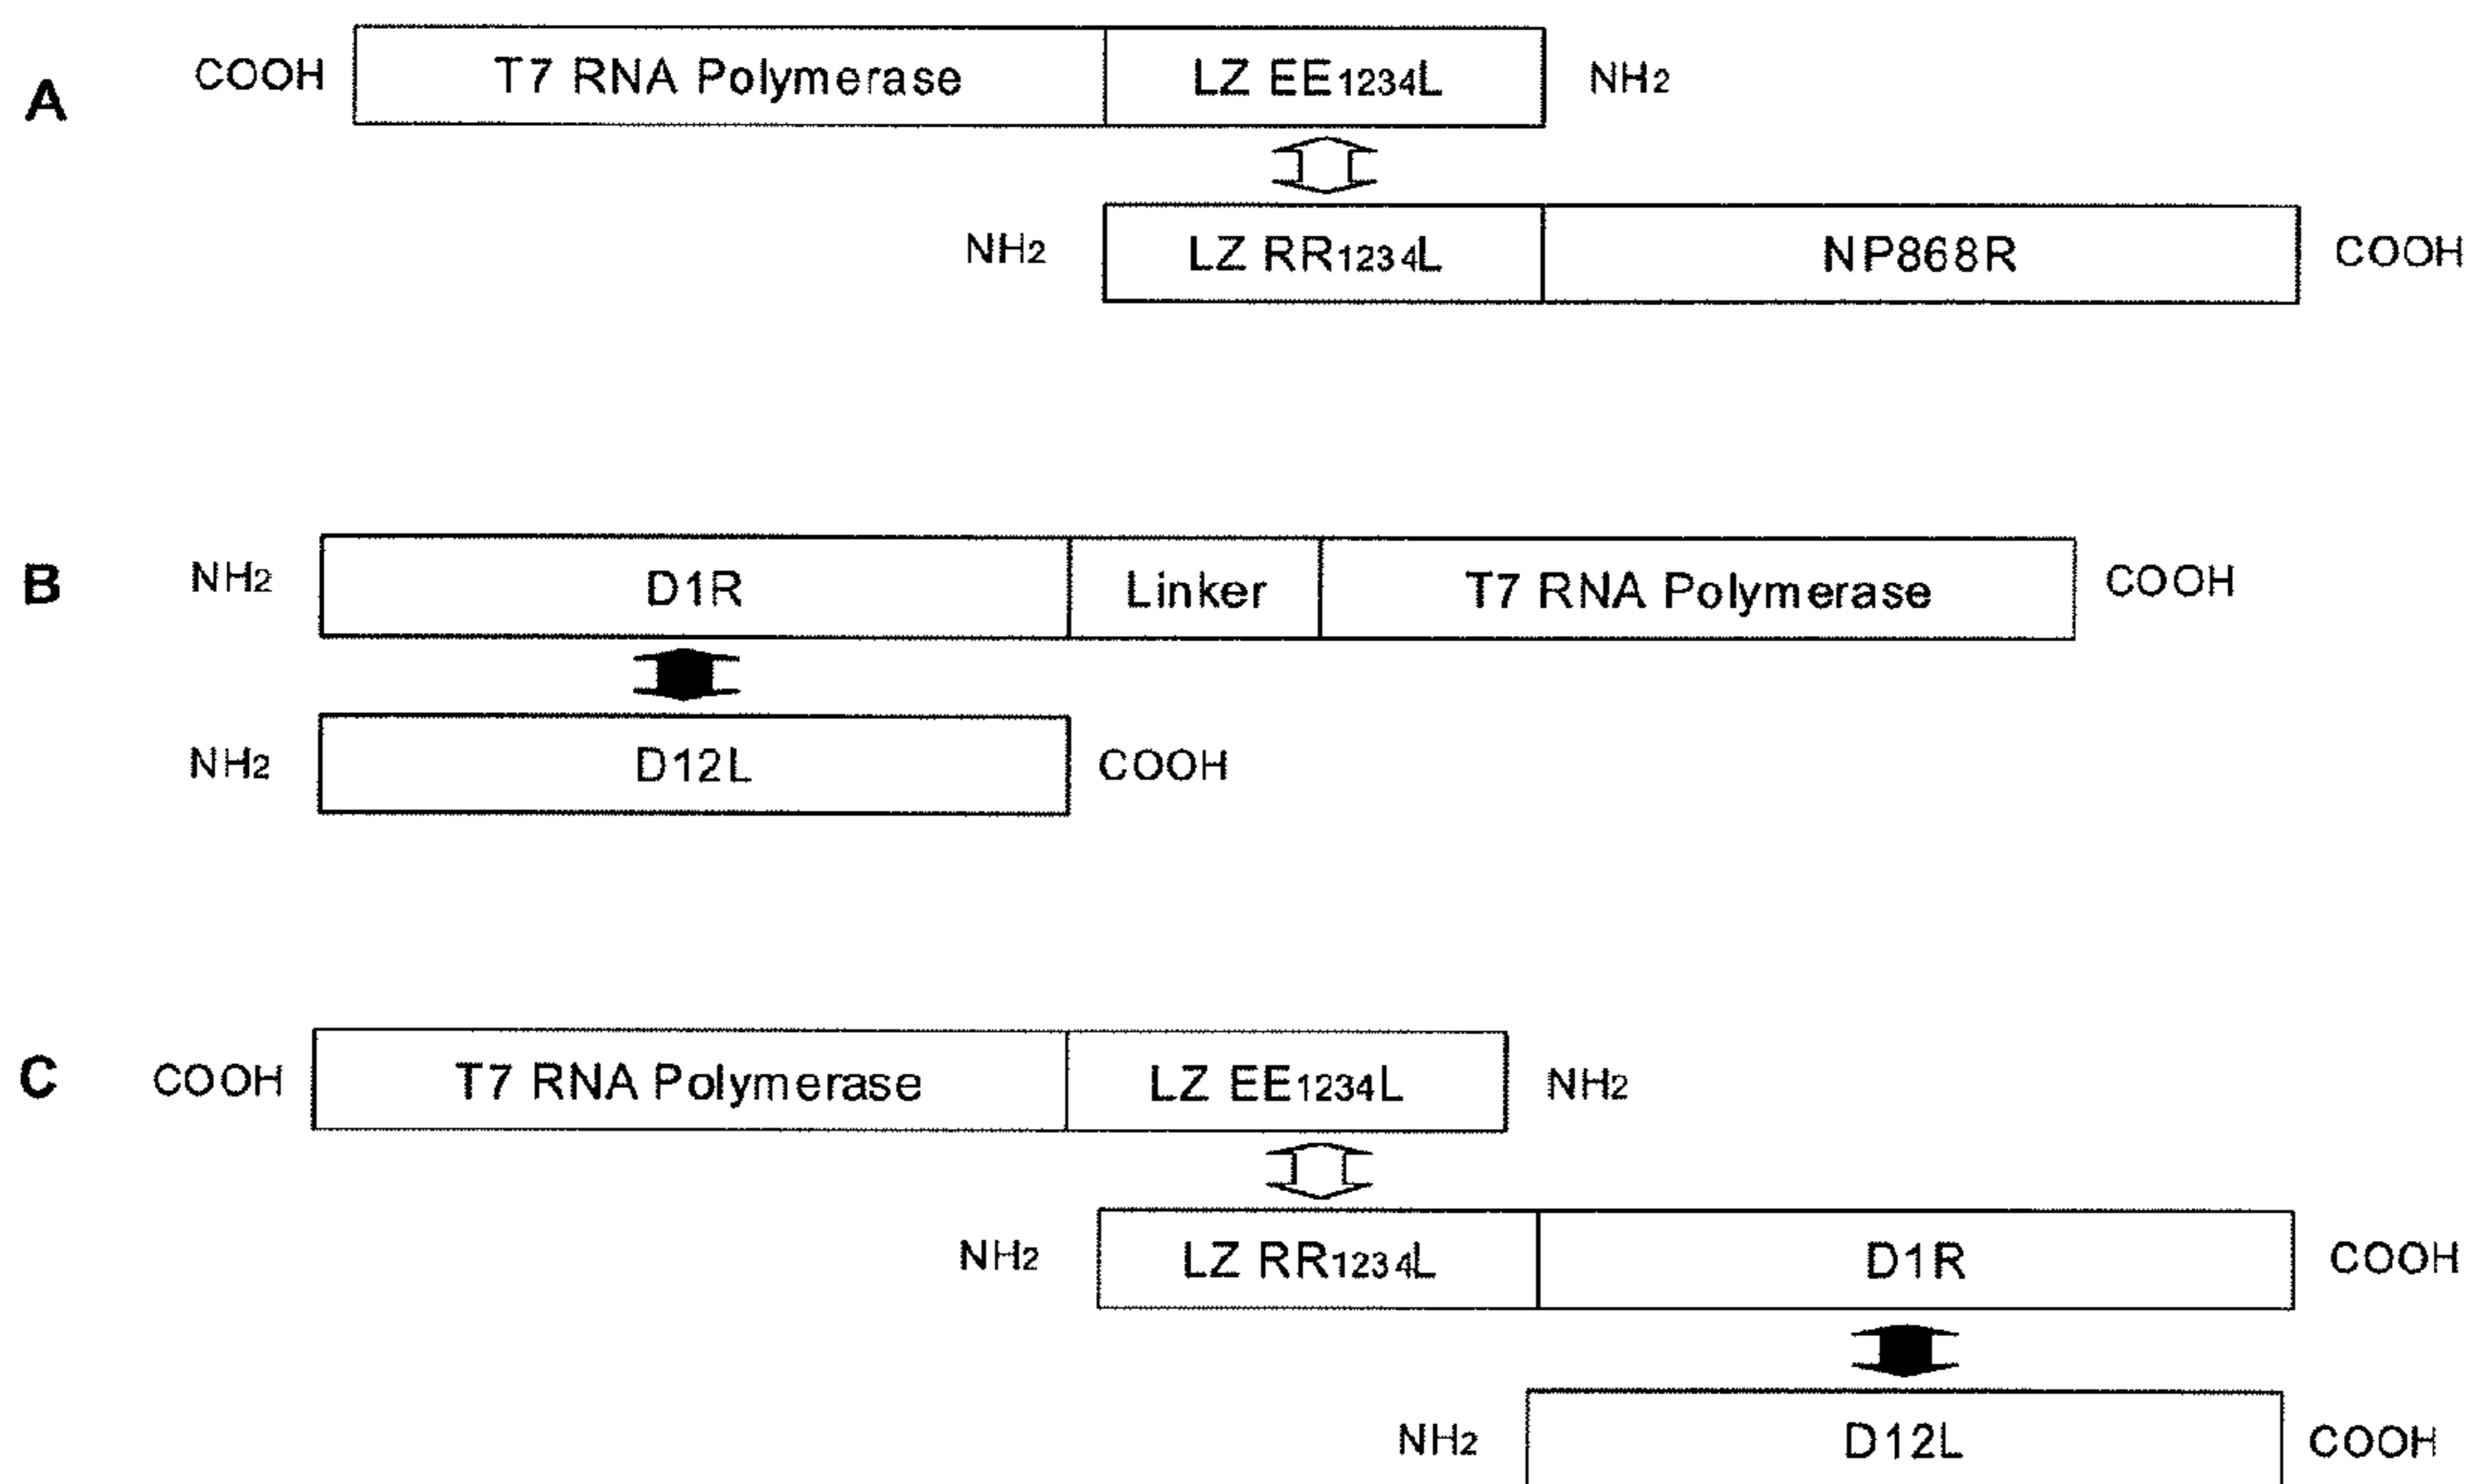 A COOH T7 RNA Polymerase LZ EE1234L NH2
NH2 LZ RR1234L NP868R COOH
B NH2 D1R Linker T7 RNA Polymerase COOH
NH2 D12L COOH
C COOH T7 RNA Polymerase LZ EE1234L NH2
NH2 LZ RR1234L D1R COOH
NH2 D12L COOH